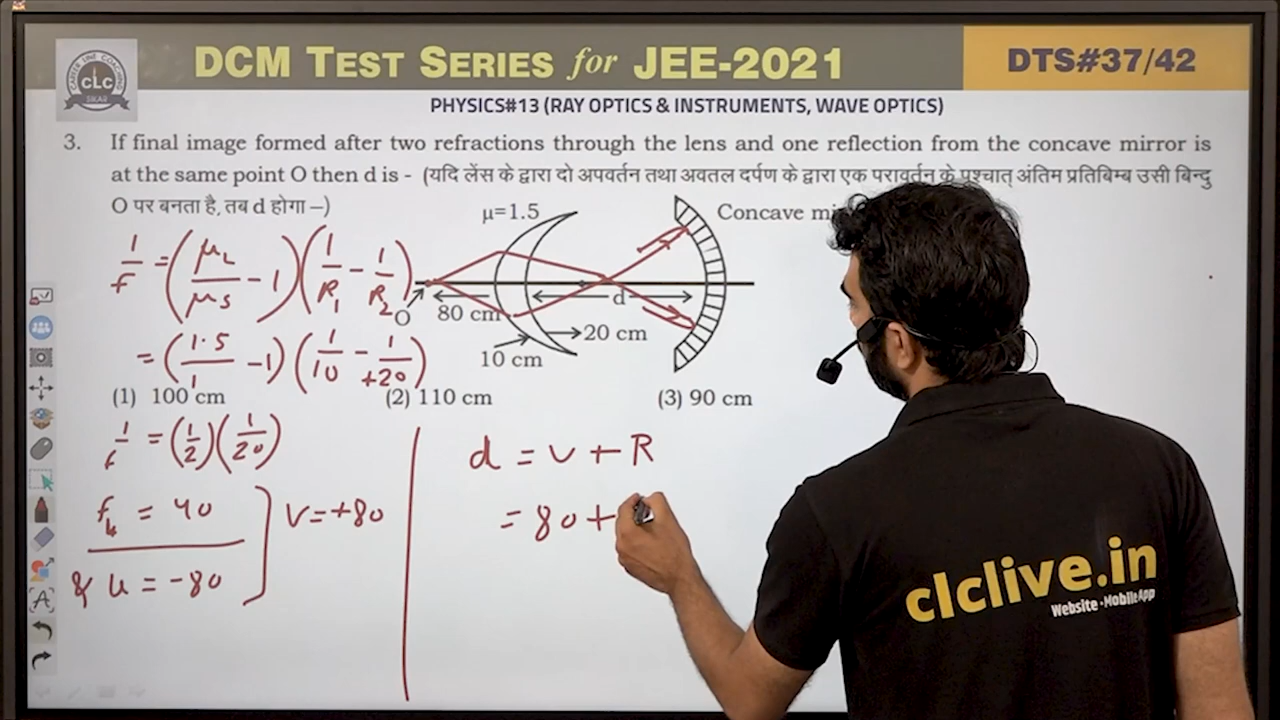 DCM TEST SERIES for JEE-2021
DTS#37/42
CAREER LINE COACHING
CLC
SIKAR
PHYSICS#13 (RAY OPTICS & INSTRUMENTS, WAVE OPTICS)
3. If final image formed after two refractions through the lens and one reflection from the concave mirror is
at the same point O then d is - (यदि लेंस के द्वारा दो अपवर्तन तथा अवतल दर्पण के द्वारा एक परावर्तन के पश्चात् अंतिम प्रतिबिम्ब उसी बिन्दु
O पर बनता है, तब d होगा –)
μ=1.5
Concave mi
1/f = (μL/μs - 1)(1/R1 - 1/R2)
O
80 cm
d
20 cm
10 cm
= (1.5/1 - 1)(1/10 - 1/+20)
(1) 100 cm
(2) 110 cm
(3) 90 cm
1/f = (1/2)(1/20)
fL = 40
& u = -80
v = +80
d = v + R
= 80 +
A
clclive.in
Website • Mobile App